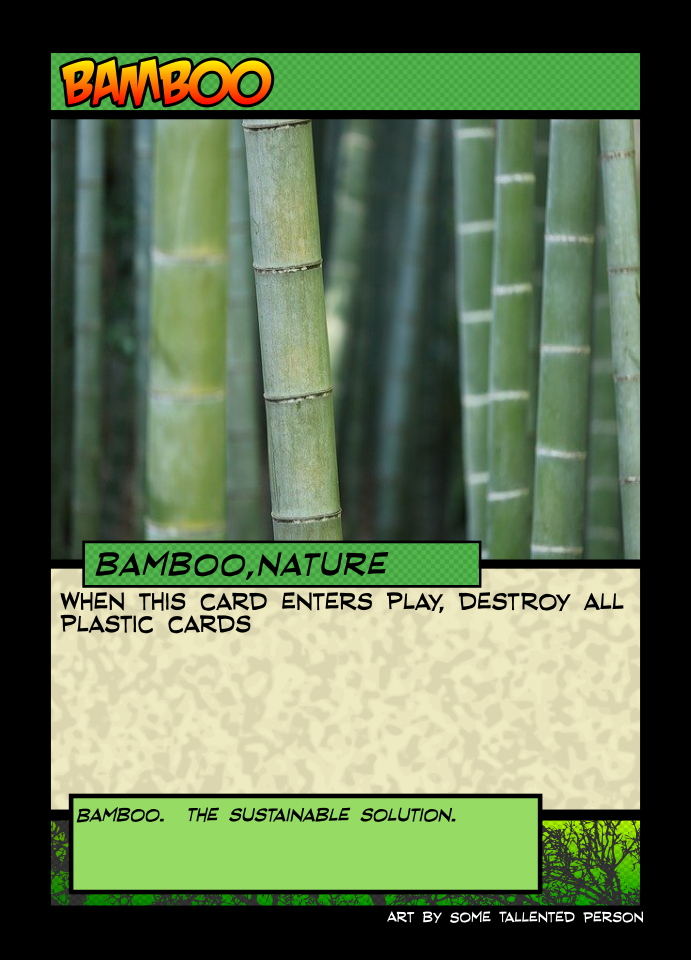 BAMBOO
BAMBOO,NATURE
WHEN THIS CARD ENTERS PLAY, DESTROY ALL
PLASTIC CARDS
BAMBOO. THE SUSTAINABLE SOLUTION.
ART BY SOME TALLENTED PERSON